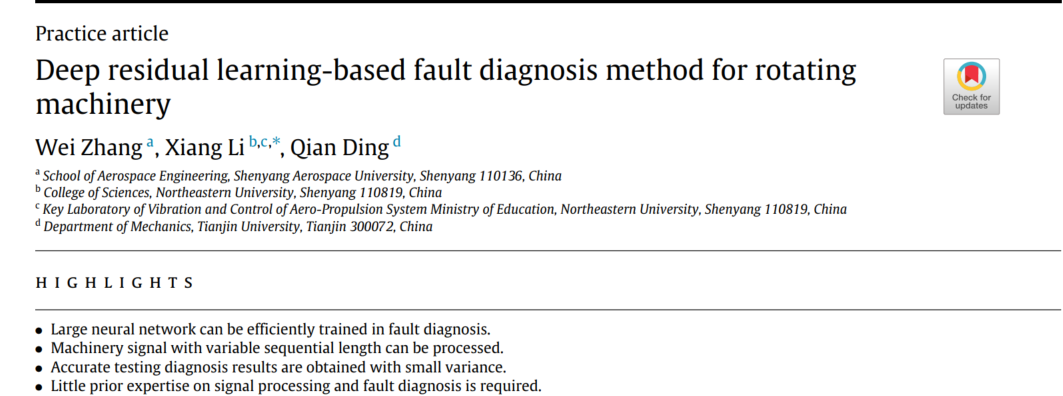 Practice article
Deep residual learning-based fault diagnosis method for rotating
machinery
Check for
updates
Wei Zhang a, Xiang Li b,c,*, Qian Ding d
a School of Aerospace Engineering, Shenyang Aerospace University, Shenyang 110136, China
b College of Sciences, Northeastern University, Shenyang 110819, China
c Key Laboratory of Vibration and Control of Aero-Propulsion System Ministry of Education, Northeastern University, Shenyang 110819, China
d Department of Mechanics, Tianjin University, Tianjin 300072, China
HIGHLIGHTS
• Large neural network can be efficiently trained in fault diagnosis.
• Machinery signal with variable sequential length can be processed.
• Accurate testing diagnosis results are obtained with small variance.
• Little prior expertise on signal processing and fault diagnosis is required.